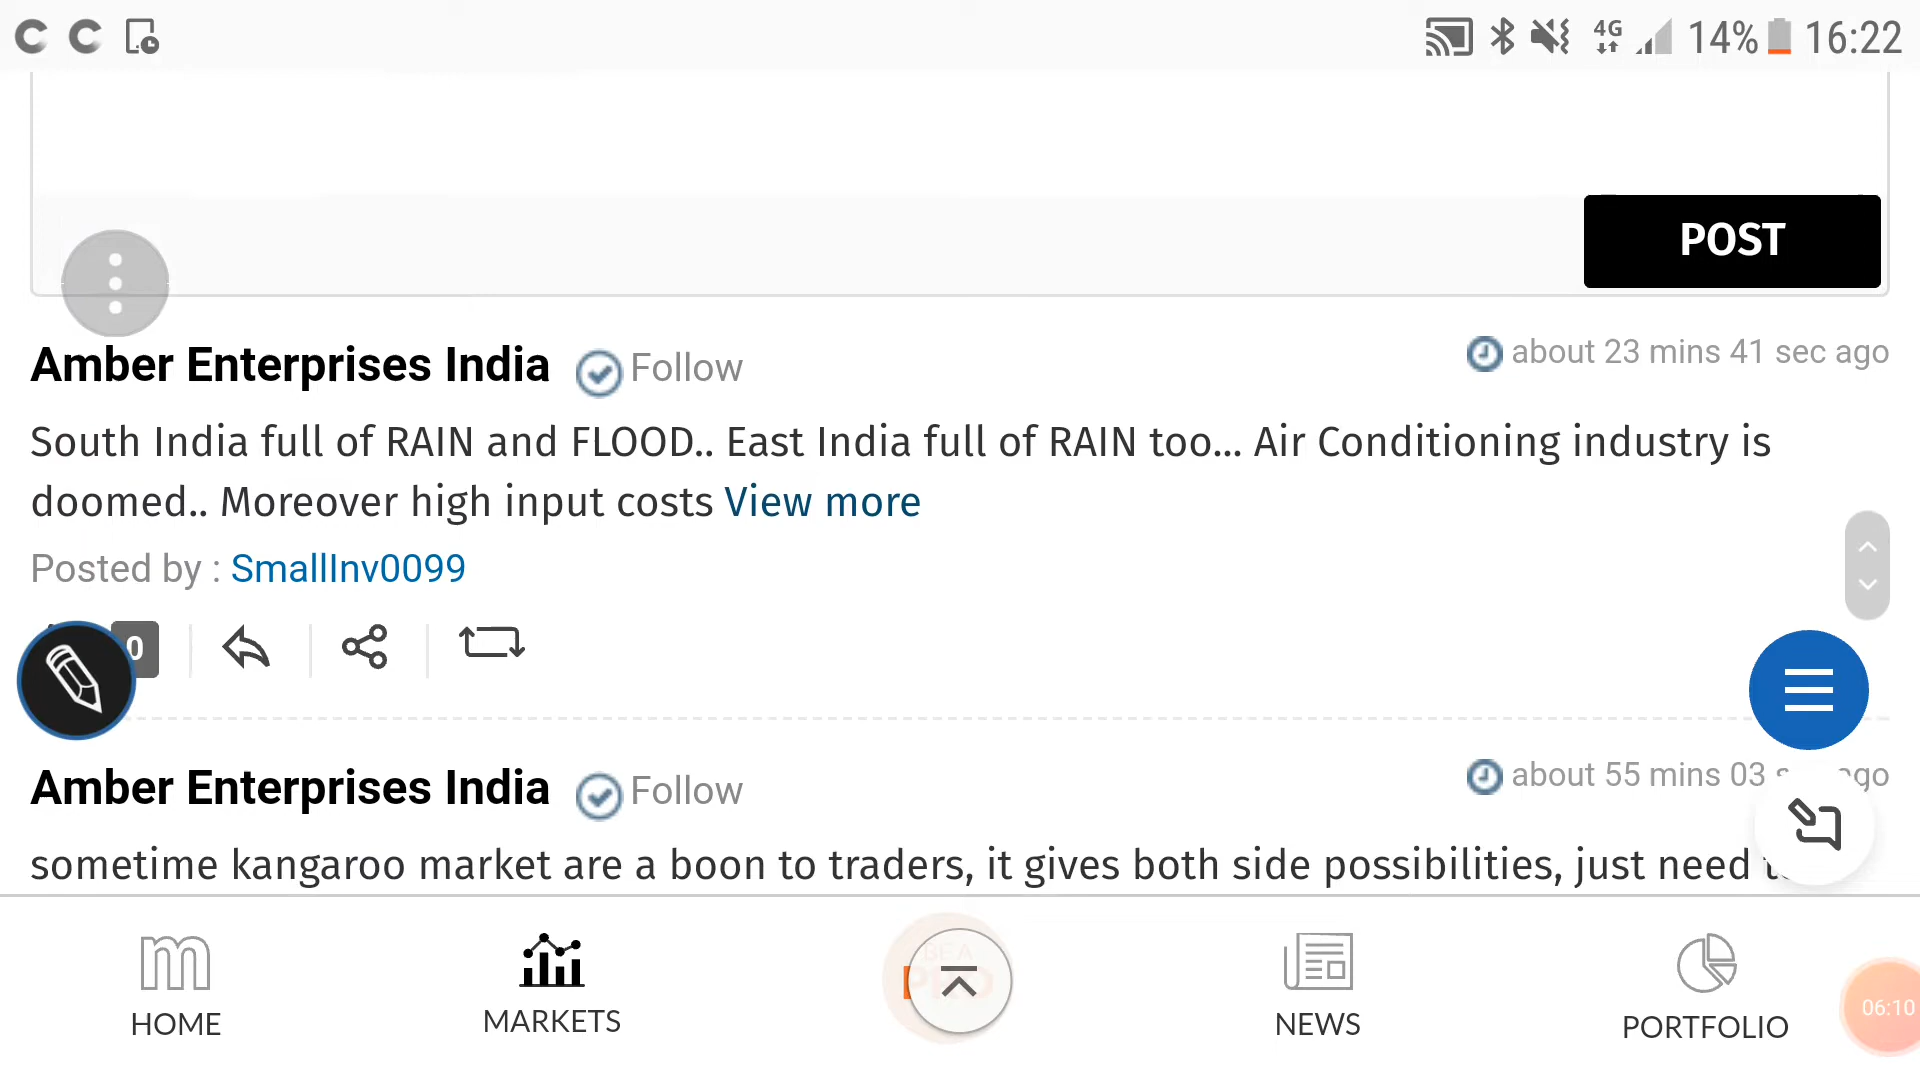 4G 14% 16:22
POST
Amber Enterprises India Follow about 23 mins 41 sec ago
South India full of RAIN and FLOOD.. East India full of RAIN too... Air Conditioning industry is
doomed.. Moreover high input costs View more
Posted by : SmallInv0099
0
Amber Enterprises India Follow about 55 mins 03 ago
sometime kangaroo market are a boon to traders, it gives both side possibilities, just need
BE A
PRO
HOME MARKETS NEWS PORTFOLIO
06:10